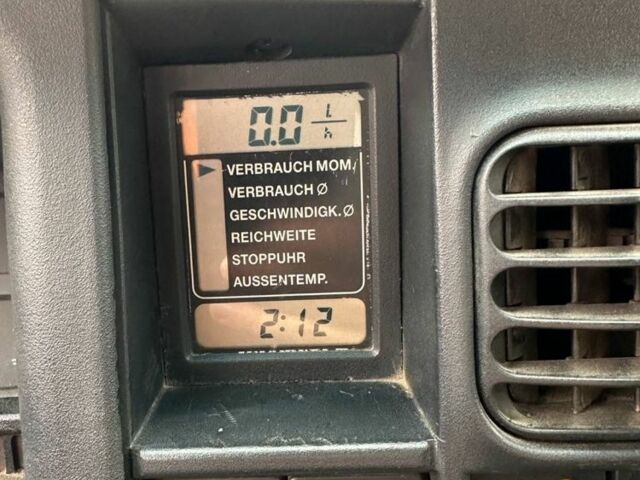 0.0 L/h
VERBRAUCH MOM.
VERBRAUCH Ø
GESCHWINDIGK. Ø
REICHWEITE
STOPPUHR
AUSSENTEMP.
2:12